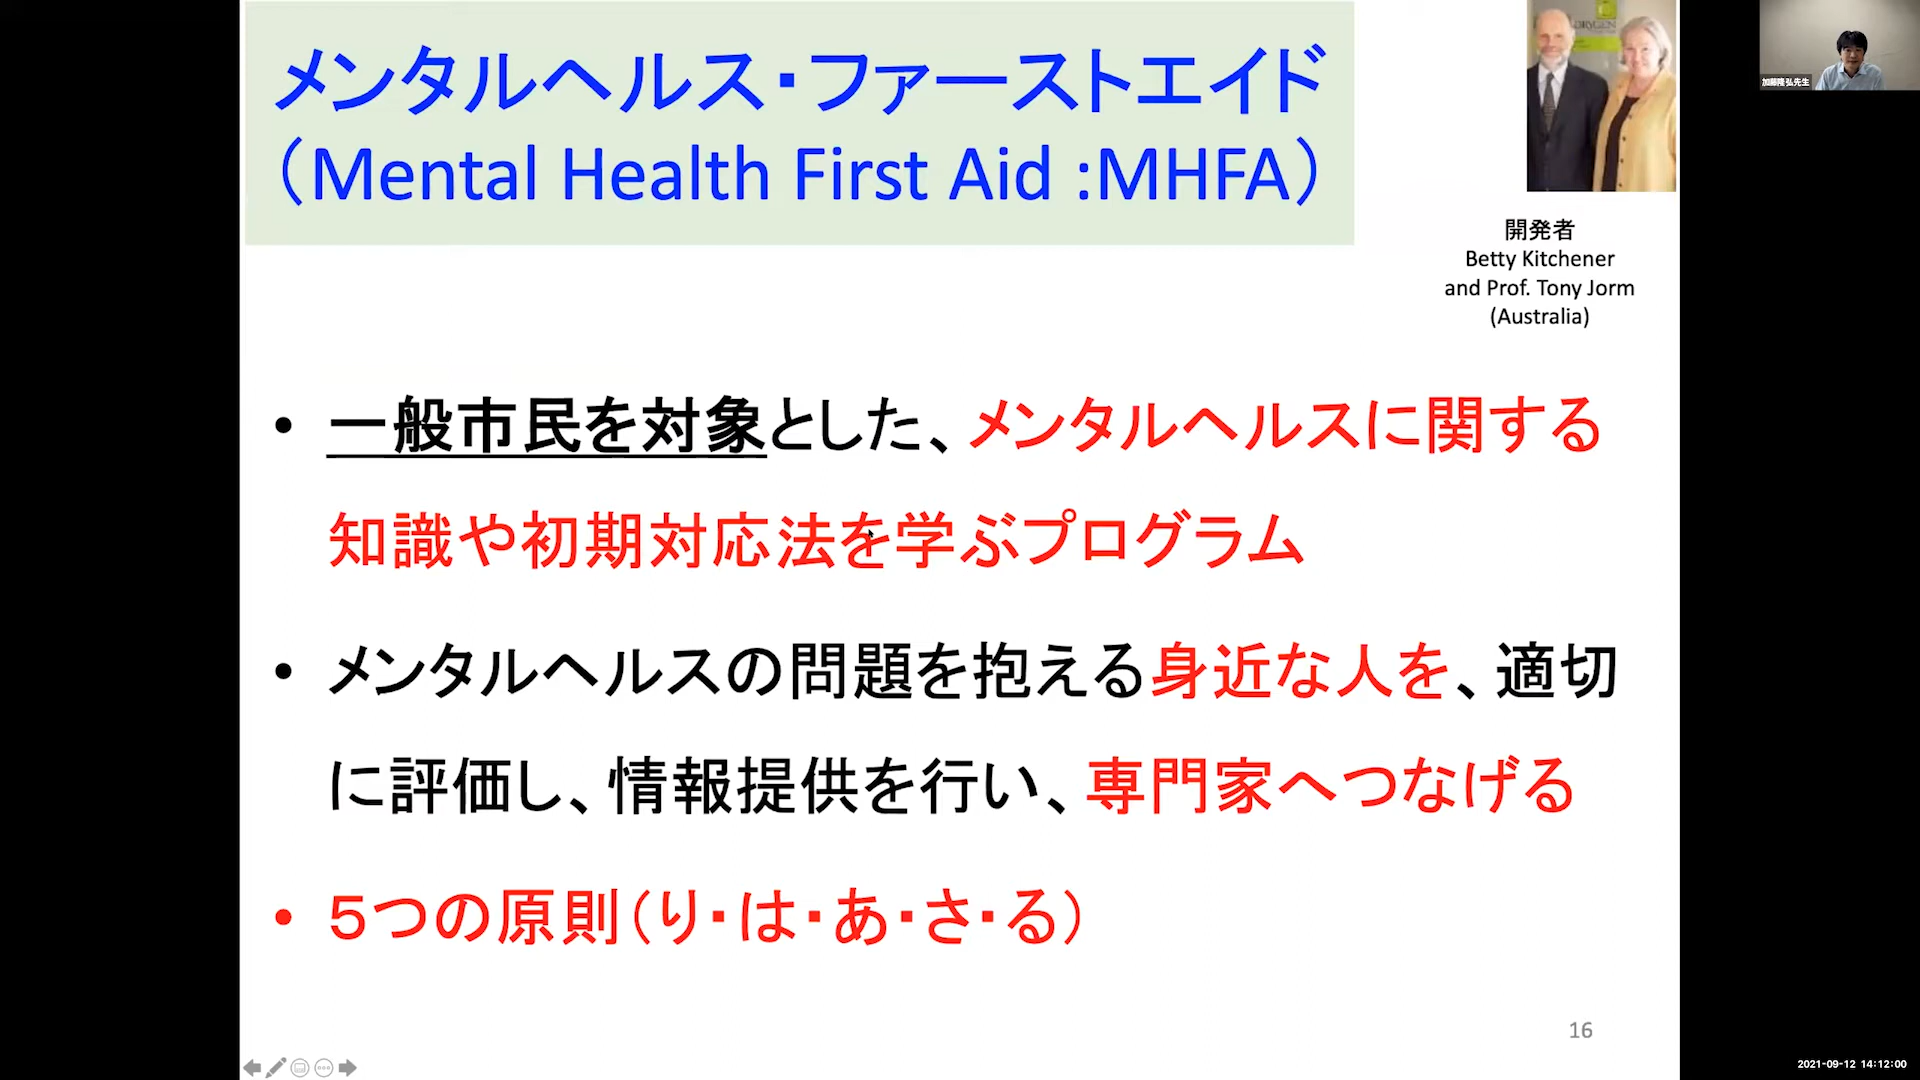 メンタルヘルス・ファーストエイド
（Mental Health First Aid :MHFA）
開発者
Betty Kitchener
and Prof. Tony Jorm
(Australia)
• 一般市民を対象とした、メンタルヘルスに関する
知識や初期対応法を学ぶプログラム
• メンタルヘルスの問題を抱える身近な人を、適切
に評価し、情報提供を行い、専門家へつなげる
• ５つの原則（り・は・あ・さ・る）
16
加藤隆弘先生
2021-09-12 14:12:00